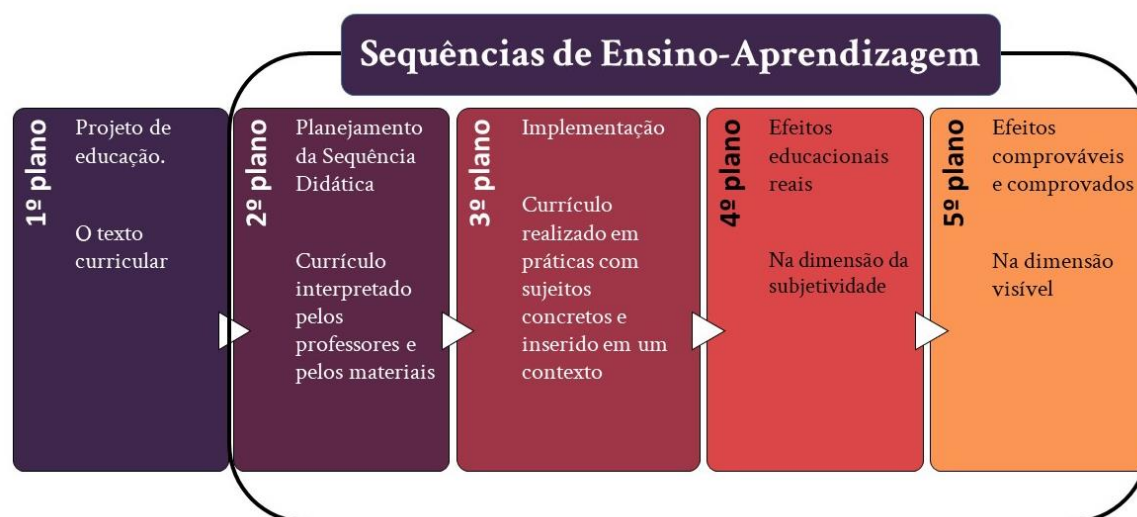 Sequências de Ensino-Aprendizagem
1º plano
Projeto de
educação.
O texto
curricular
2º plano
Planejamento
da Sequência
Didática
Currículo
interpretado
pelos
professores e
pelos materiais
3º plano
Implementação
Currículo
realizado em
práticas com
sujeitos
concretos e
inserido em um
contexto
4º plano
Efeitos
educacionais
reais
Na dimensão da
subjetividade
5º plano
Efeitos
comprováveis
e comprovados
Na dimensão
visível